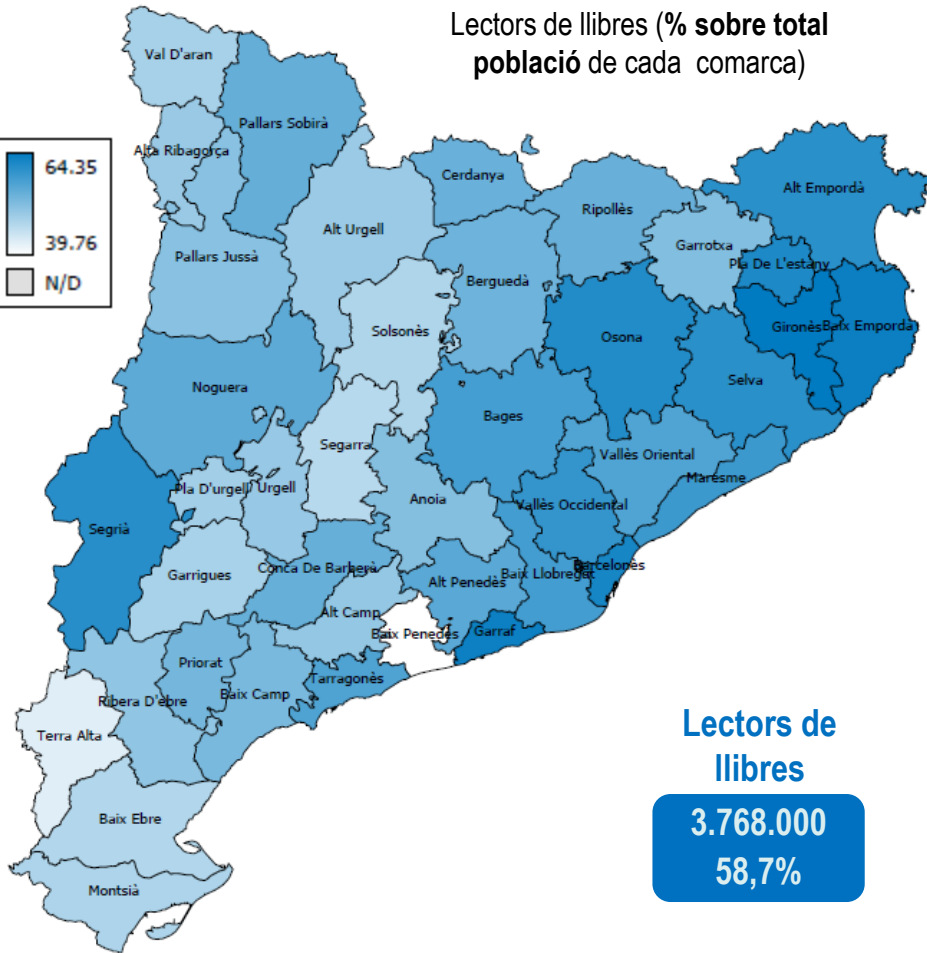 Lectors de llibres (% sobre total
població de cada comarca)
64.35
39.76
N/D
Val D'aran
Pallars Sobirà
Alta Ribagorça
Cerdanya
Alt Empordà
Ripollès
Alt Urgell
Garrotxa
Pallars Jussà
Pla De L'estany
Berguedà
Solsonès
Osona
Gironès
Baix Empordà
Noguera
Selva
Bages
Segarra
Vallès Oriental
Maresme
Pla D'urgell
Urgell
Anoia
Vallès Occidental
Segrià
Garrigues
Conca De Barberà
Alt Penedès
Baix Llobregat
Barcelonès
Alt Camp
Baix Penedès
Garraf
Priorat
Tarragonès
Ribera D'ebre
Baix Camp
Terra Alta
Baix Ebre
Montsià
Lectors de
llibres
3.768.000
58,7%